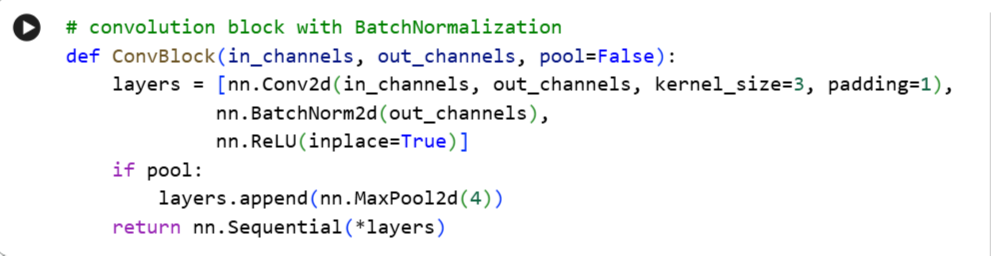 # convolution block with BatchNormalization
def ConvBlock(in_channels, out_channels, pool=False):
    layers = [nn.Conv2d(in_channels, out_channels, kernel_size=3, padding=1),
             nn.BatchNorm2d(out_channels),
             nn.ReLU(inplace=True)]
    if pool:
        layers.append(nn.MaxPool2d(4))
    return nn.Sequential(*layers)